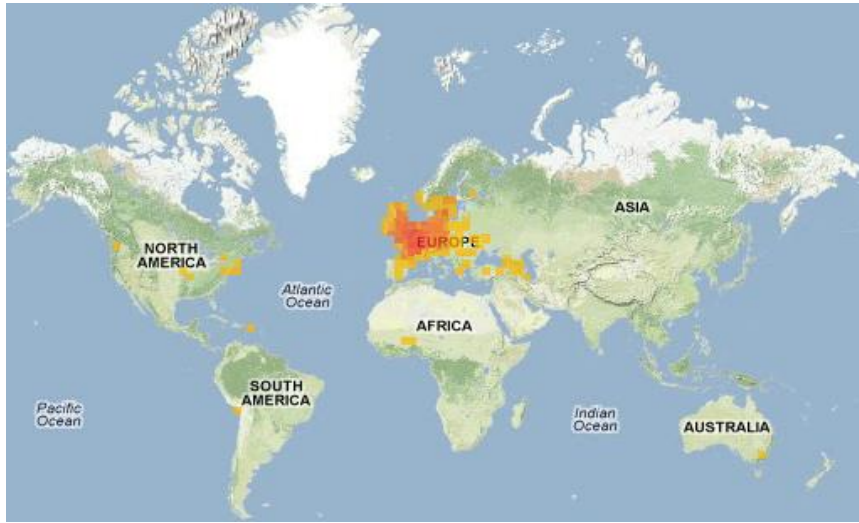 ASIA
EUROPE
NORTH
AMERICA
Atlantic
Ocean
AFRICA
SOUTH
AMERICA
Pacific
Ocean
Indian
Ocean
AUSTRALIA